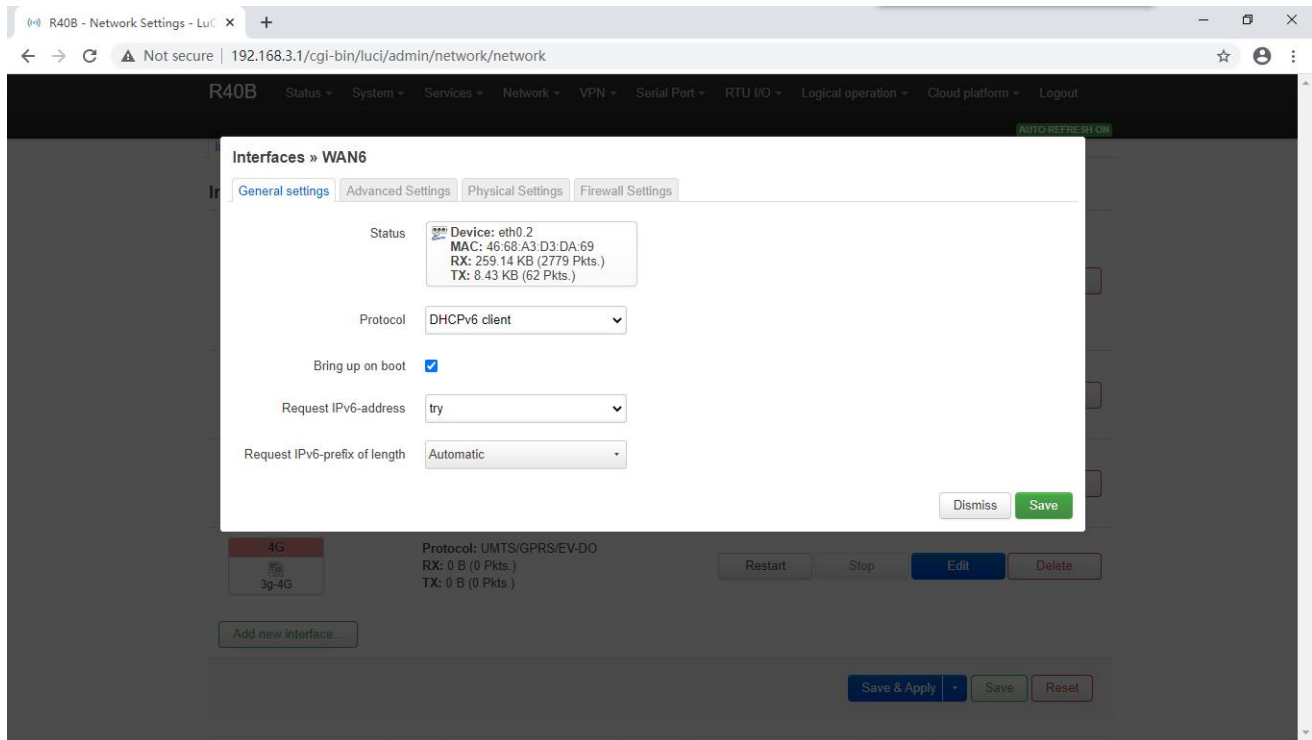 R40B - Network Settings - LuC
Not secure | 192.168.3.1/cgi-bin/luci/admin/network/network
R40B Status System Services Network VPN Serial Port RTU I/O Logical operation Cloud platform Logout
AUTO REFRESH ON
Interfaces » WAN6
General settings Advanced Settings Physical Settings Firewall Settings
Status
Device: eth0.2
MAC: 46:68:A3:D3:DA:69
RX: 259.14 KB (2779 Pkts.)
TX: 8.43 KB (62 Pkts.)
Protocol DHCPv6 client
Bring up on boot
Request IPv6-address try
Request IPv6-prefix of length Automatic
Dismiss Save
4G
3g-4G
Protocol: UMTS/GPRS/EV-DO
RX: 0 B (0 Pkts.)
TX: 0 B (0 Pkts.)
Restart Stop Edit Delete
Add new interface...
Save & Apply Save Reset